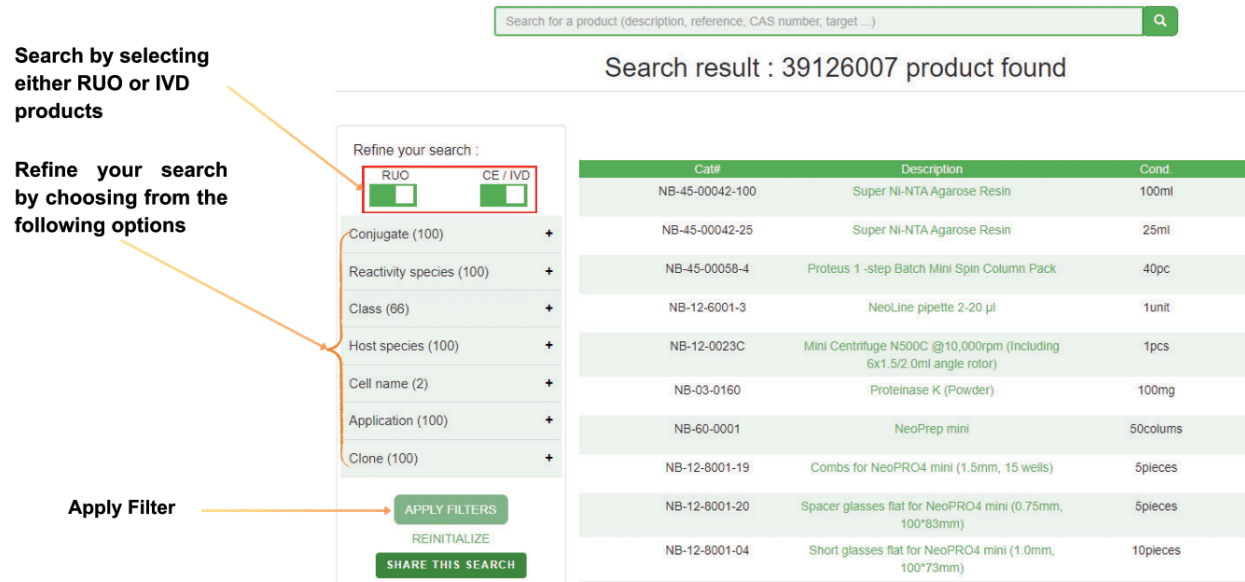 Search for a product (description, reference, CAS number, target ...)
Search result : 39126007 product found
Search by selecting
either RUO or IVD
products
Refine your search
by choosing from the
following options
Apply Filter
Refine your search :
RUO CE / IVD
Conjugate (100) +
Reactivity species (100) +
Class (66) +
Host species (100) +
Cell name (2) +
Application (100) +
Clone (100) +
APPLY FILTERS
REINITIALIZE
SHARE THIS SEARCH
Cat# Description Cond.
NB-45-00042-100 Super Ni-NTA Agarose Resin 100ml
NB-45-00042-25 Super Ni-NTA Agarose Resin 25ml
NB-45-00058-4 Proteus 1 -step Batch Mini Spin Column Pack 40pc
NB-12-6001-3 NeoLine pipette 2-20 µl 1unit
NB-12-0023C Mini Centrifuge N500C @10,000rpm (Including 1pcs
6x1.5/2.0ml angle rotor)
NB-03-0160 Proteinase K (Powder) 100mg
NB-60-0001 NeoPrep mini 50colums
NB-12-8001-19 Combs for NeoPRO4 mini (1.5mm, 15 wells) 5pieces
NB-12-8001-20 Spacer glasses flat for NeoPRO4 mini (0.75mm, 5pieces
100*83mm)
NB-12-8001-04 Short glasses flat for NeoPRO4 mini (1.0mm, 10pieces
100*73mm)